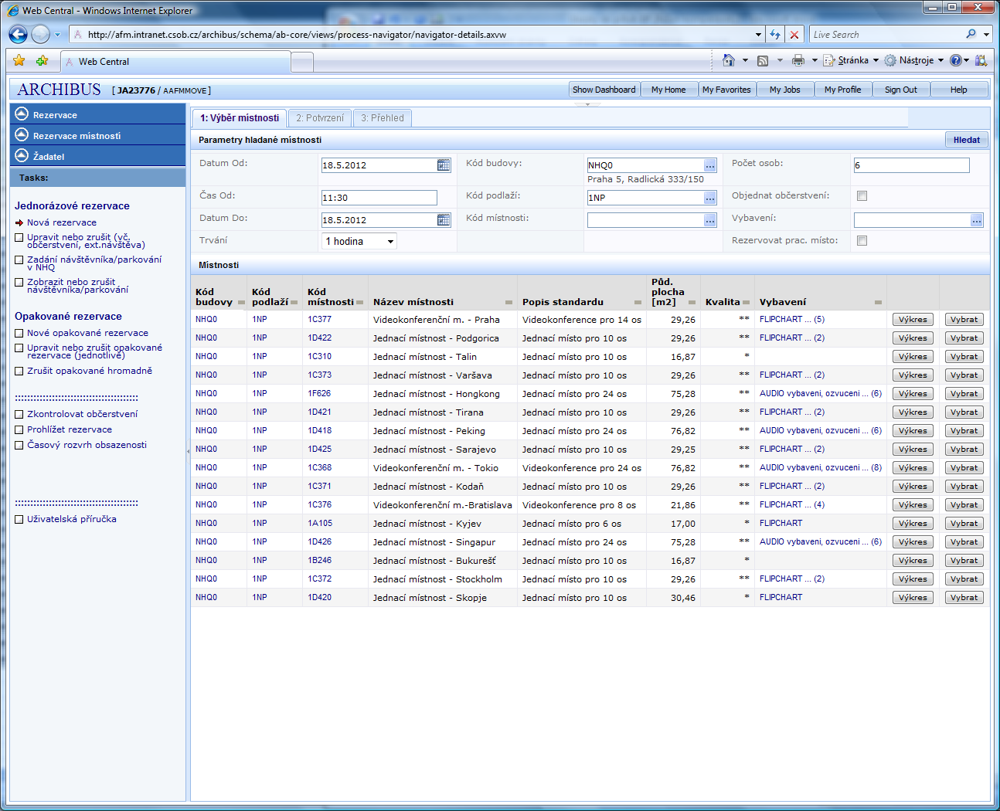 Web Central - Windows Internet Explorer
http://afm.intranet.csob.cz/archibus/schema/ab-core/views/process-navigator/navigator-details.axvw
Live Search
Web Central
Stránka
Nástroje
ARCHIBUS [ JA23776 / AAFMMOVE ]
Show Dashboard My Home My Favorites My Jobs My Profile Sign Out Help
Rezervace
Rezervace místností
Žadatel
Tasks:
Jednorázové rezervace
Nová rezervace
Upravit nebo zrušit (vč.
občerstvení, ext.návštěva)
Zadání návštěvníka/parkování
v NHQ
Zobrazit nebo zrušit
návštěvníka/parkování
Opakované rezervace
Nové opakované rezervace
Upravit nebo zrušit opakované
rezervace (jednotlivě)
Zrušit opakované hromadně
Zkontrolovat občerstvení
Prohlížet rezervace
Časový rozvrh obsazenosti
Uživatelská příručka
1: Výběr místnosti 2: Potvrzení 3: Přehled
Parametry hladané místnosti Hledat
Datum Od: 18.5.2012 Kód budovy: NHQ0 ... Počet osob: 6
Praha 5, Radlická 333/150
Čas Od: 11:30 Kód podlaží: 1NP ... Objednat občerstvení:
Datum Do: 18.5.2012 Kód místnosti: ... Vybavení: ...
Trvání 1 hodina Rezervovat prac. místo:
Místnosti
Kód budovy Kód podlaží Kód místnosti Název místnosti Popis standardu Půd. plocha [m2] Kvalita Vybavení
NHQ0 1NP 1C377 Videokonferenční m. - Praha Videokonference pro 14 os 29,26 ** FLIPCHART ... (5) Výkres Vybrat
NHQ0 1NP 1D422 Jednací místnost - Podgorica Jednací místo pro 10 os 29,26 ** FLIPCHART ... (2) Výkres Vybrat
NHQ0 1NP 1C310 Jednací místnost - Talin Jednací místo pro 10 os 16,87 * Výkres Vybrat
NHQ0 1NP 1C373 Jednací místnost - Varšava Jednací místo pro 10 os 29,26 ** FLIPCHART ... (2) Výkres Vybrat
NHQ0 1NP 1F626 Jednací místnost - Hongkong Jednací místo pro 24 os 75,28 ** AUDIO vybaveni, ozvuceni ... (6) Výkres Vybrat
NHQ0 1NP 1D421 Jednací místnost - Tirana Jednací místo pro 10 os 29,26 ** FLIPCHART ... (2) Výkres Vybrat
NHQ0 1NP 1D418 Jednací místnost - Peking Jednací místo pro 24 os 76,82 ** AUDIO vybaveni, ozvuceni ... (6) Výkres Vybrat
NHQ0 1NP 1D425 Jednací místnost - Sarajevo Jednací místo pro 10 os 29,25 ** FLIPCHART ... (2) Výkres Vybrat
NHQ0 1NP 1C368 Videokonferenční m. - Tokio Videokonference pro 24 os 76,82 ** AUDIO vybaveni, ozvuceni ... (8) Výkres Vybrat
NHQ0 1NP 1C371 Jednací místnost - Kodaň Jednací místo pro 10 os 29,26 ** FLIPCHART ... (2) Výkres Vybrat
NHQ0 1NP 1C376 Videokonferenční m.-Bratislava Videokonference pro 8 os 21,86 ** FLIPCHART ... (4) Výkres Vybrat
NHQ0 1NP 1A105 Jednací místnost - Kyjev Jednací místo pro 6 os 17,00 * FLIPCHART Výkres Vybrat
NHQ0 1NP 1D426 Jednací místnost - Singapur Jednací místo pro 24 os 75,28 ** AUDIO vybaveni, ozvuceni ... (6) Výkres Vybrat
NHQ0 1NP 1B246 Jednací místnost - Bukurešť Jednací místo pro 10 os 16,87 * Výkres Vybrat
NHQ0 1NP 1C372 Jednací místnost - Stockholm Jednací místo pro 10 os 29,26 ** FLIPCHART ... (2) Výkres Vybrat
NHQ0 1NP 1D420 Jednací místnost - Skopje Jednací místo pro 10 os 30,46 * FLIPCHART Výkres Vybrat